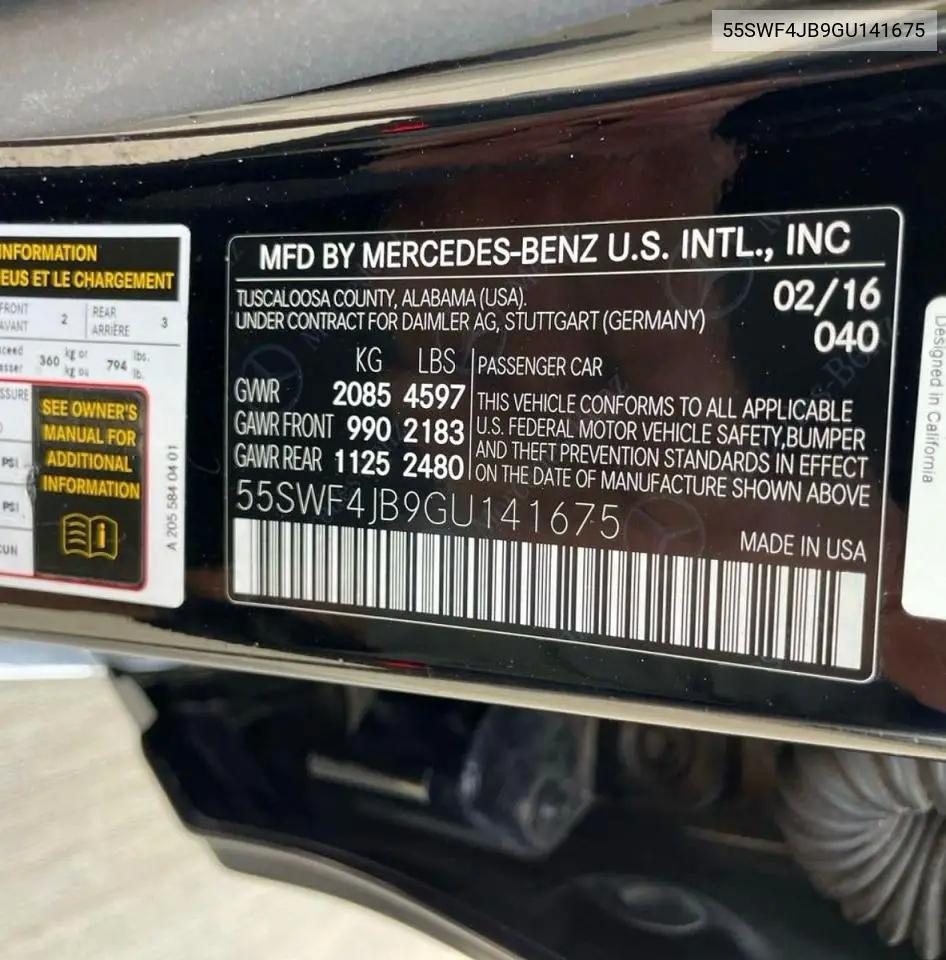 55SWF4JB9GU141675
INFORMATION
EUS ET LE CHARGEMENT
FRONT
AVANT
2
REAR
ARRIÈRE
3
360
kg or
kg ou
794
lbs.
lb.
PSI
PSI
SEE OWNER'S
MANUAL FOR
ADDITIONAL
INFORMATION
A 205 584 04 01
MFD BY MERCEDES-BENZ U.S. INTL., INC
TUSCALOOSA COUNTY, ALABAMA (USA).
UNDER CONTRACT FOR DAIMLER AG, STUTTGART (GERMANY)
02/16
040
KG LBS
GWR 2085 4597
GAWR FRONT 990 2183
GAWR REAR 1125 2480
PASSENGER CAR
THIS VEHICLE CONFORMS TO ALL APPLICABLE
U.S. FEDERAL MOTOR VEHICLE SAFETY,BUMPER
AND THEFT PREVENTION STANDARDS IN EFFECT
ON THE DATE OF MANUFACTURE SHOWN ABOVE
55SWF4JB9GU141675
MADE IN USA
Designed in California